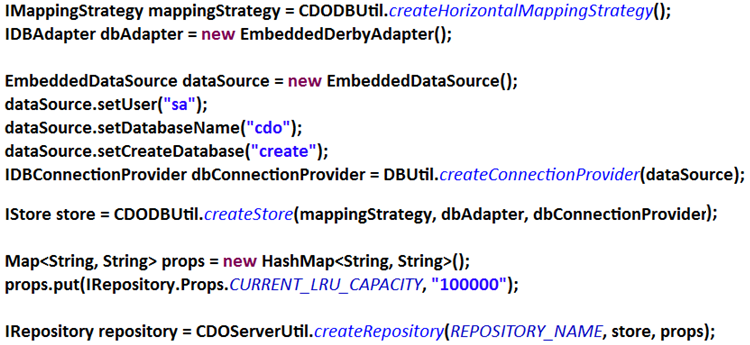 IMappingStrategy mappingStrategy = CDODBUtil.createHorizontalMappingStrategy();
IDBAdapter dbAdapter = new EmbeddedDerbyAdapter();
EmbeddedDataSource dataSource = new EmbeddedDataSource();
dataSource.setUser("sa");
dataSource.setDatabaseName("cdo");
dataSource.setCreateDatabase("create");
IDBConnectionProvider dbConnectionProvider = DBUtil.createConnectionProvider(dataSource);
IStore store = CDODBUtil.createStore(mappingStrategy, dbAdapter, dbConnectionProvider);
Map<String, String> props = new HashMap<String, String>();
props.put(IRepository.Props.CURRENT_LRU_CAPACITY, "100000");
IRepository repository = CDOServerUtil.createRepository(REPOSITORY_NAME, store, props);